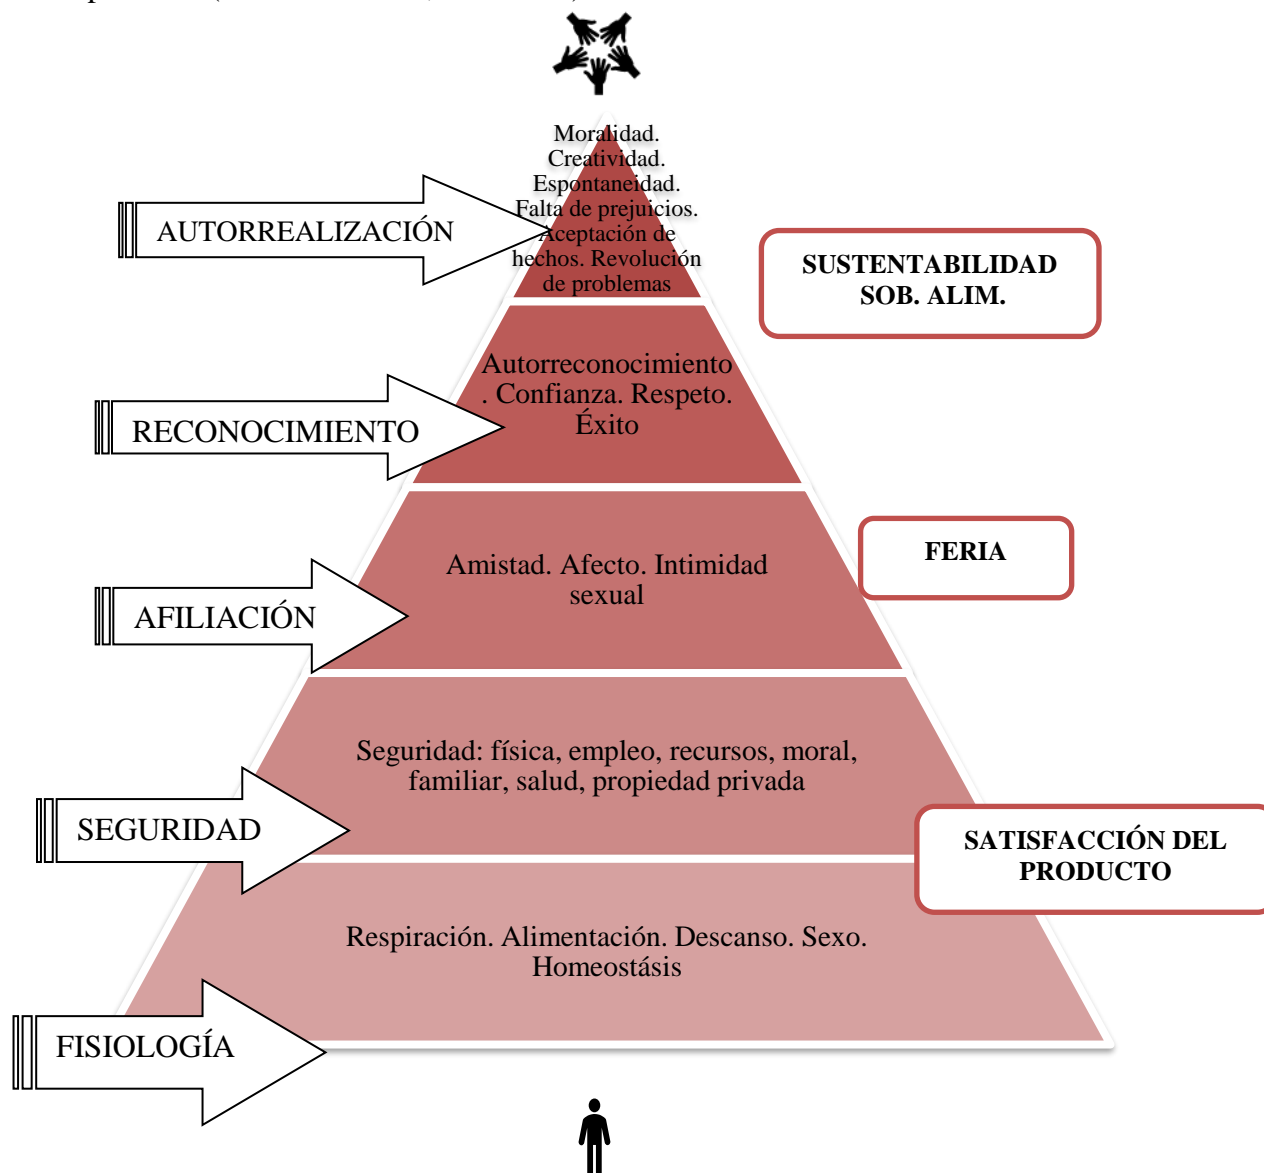 Moralidad.
Creatividad.
Espontaneidad.
Falta de prejuicios.
Aceptación de
hechos. Revolución
de problemas
AUTORREALIZACIÓN
SUSTENTABILIDAD
SOB. ALIM.
Autorreconocimiento
. Confianza. Respeto.
Éxito
RECONOCIMIENTO
Amistad. Afecto. Intimidad
sexual
FERIA
AFILIACIÓN
Seguridad: física, empleo, recursos, moral,
familiar, salud, propiedad privada
SEGURIDAD
SATISFACCIÓN DEL
PRODUCTO
Respiración. Alimentación. Descanso. Sexo.
Homeostásis
FISIOLOGÍA